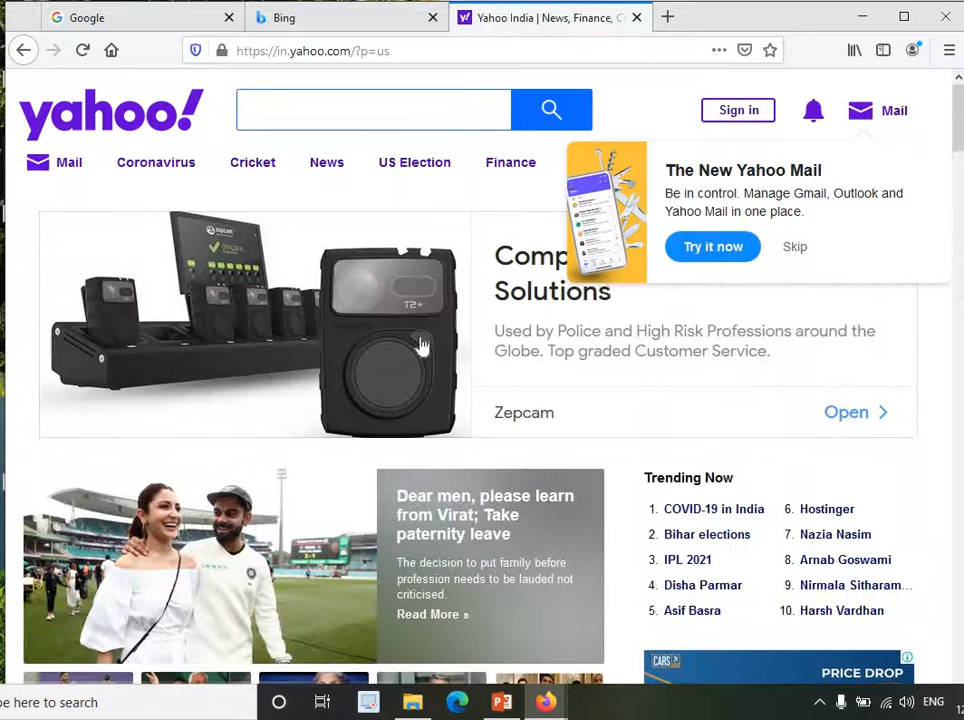 Google
Bing
Yahoo India | News, Finance, C
https://in.yahoo.com/?p=us
yahoo!
Sign in
Mail
Mail
Coronavirus
Cricket
News
US Election
Finance
The New Yahoo Mail
Be in control. Manage Gmail, Outlook and
Yahoo Mail in one place.
Try it now
Skip
zepcam
T2+
Comp
Solutions
Used by Police and High Risk Professions around the
Globe. Top graded Customer Service.
Zepcam
Open
Dear men, please learn
from Virat; Take
paternity leave
The decision to put family before
profession needs to be lauded not
criticised.
Read More »
Trending Now
1. COVID-19 in India
2. Bihar elections
3. IPL 2021
4. Disha Parmar
5. Asif Basra
6. Hostinger
7. Nazia Nasim
8. Arnab Goswami
9. Nirmala Sitharam...
10. Harsh Vardhan
CARS
PRICE DROP
pe here to search
ENG
12